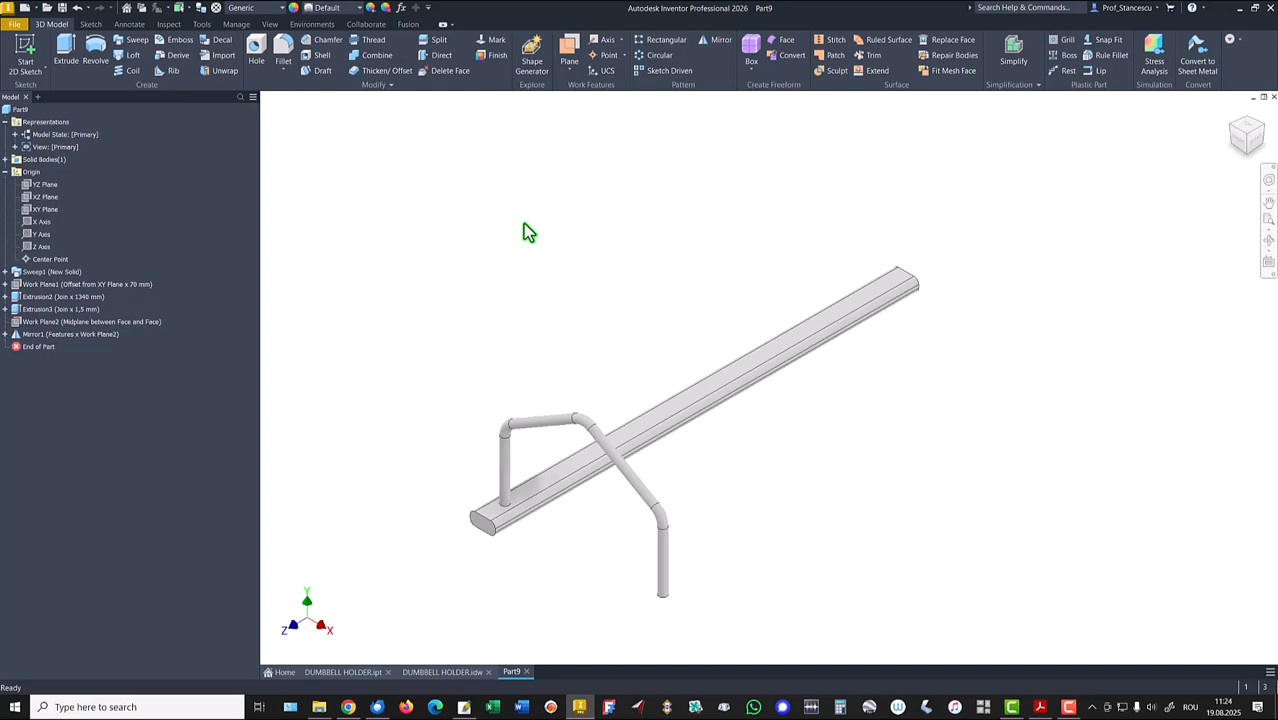 Generic
Default
Autodesk Inventor Professional 2026 Part9
Search Help & Commands...
Prof_Stancescu
File 3D Model Sketch Annotate Inspect Tools Manage View Environments Collaborate Fusion
Start
2D Sketch
Extrude Revolve
Sweep Emboss Decal
Loft Derive Import
Coil Rib Unwrap
Hole Fillet
Chamfer Thread Split Mark
Shell Combine Direct Finish
Draft Thicken/ Offset Delete Face
Shape
Generator
Plane
Axis
Point
UCS
Rectangular Mirror
Circular
Sketch Driven
Box
Face
Convert
Stitch Ruled Surface Replace Face
Patch Trim Repair Bodies
Sculpt Extend Fit Mesh Face
Simplify
Grill Snap Fit
Boss Rule Fillet
Rest Lip
Stress
Analysis
Convert to
Sheet Metal
Sketch Create Modify Explore Work Features Pattern Create Freeform Surface Simplification Plastic Part Simulation Convert
Model
Part9
Representations
Model State: [Primary]
View: [Primary]
Solid Bodies(1)
Origin
YZ Plane
XZ Plane
XY Plane
X Axis
Y Axis
Z Axis
Center Point
Sweep1 (New Solid)
Work Plane1 (Offset from XY Plane x 70 mm)
Extrusion2 (Join x 1340 mm)
Extrusion3 (Join x 1,5 mm)
Work Plane2 (Midplane between Face and Face)
Mirror1 (Features x Work Plane2)
End of Part
Y
Z X
Home DUMBBELL HOLDER.ipt DUMBBELL HOLDER.idw Part9
Ready 1 3
Type here to search
11:24
ROU
19.08.2025